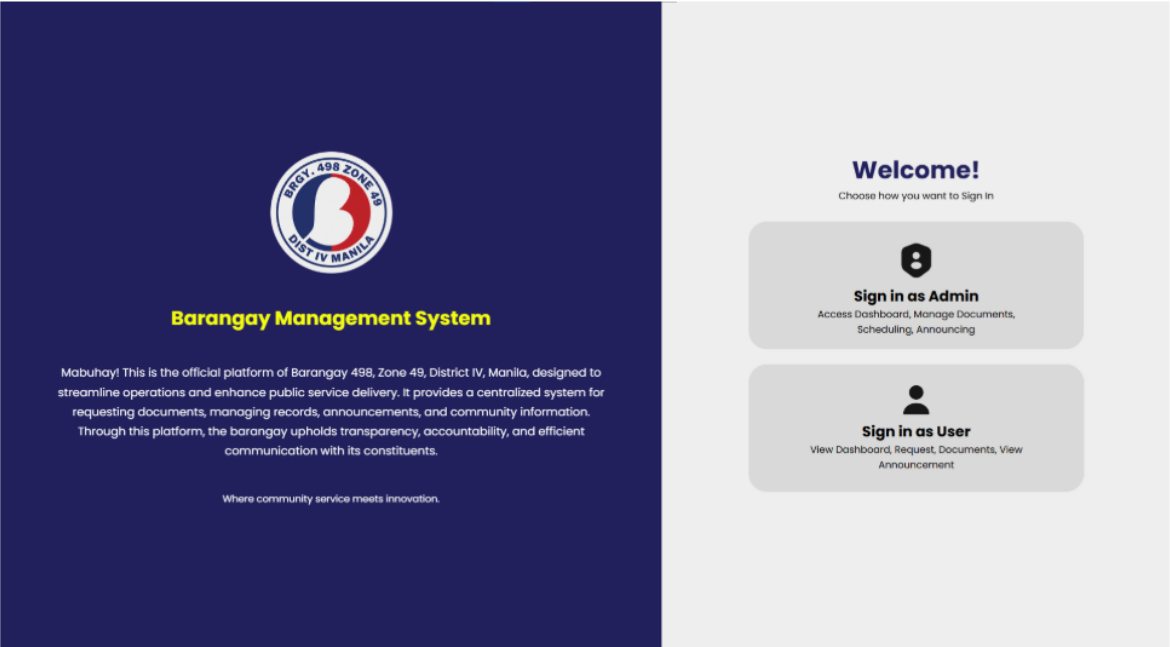 BRGY. 498 ZONE 49
DIST IV MANILA
Barangay Management System
Mabuhay! This is the official platform of Barangay 498, Zone 49, District IV, Manila, designed to
streamline operations and enhance public service delivery. It provides a centralized system for
requesting documents, managing records, announcements, and community information.
Through this platform, the barangay upholds transparency, accountability, and efficient
communication with its constituents.
Where community service meets innovation.
Welcome!
Choose how you want to Sign In
Sign in as Admin
Access Dashboard, Manage Documents,
Scheduling, Announcing
Sign in as User
View Dashboard, Request, Documents, View
Announcement